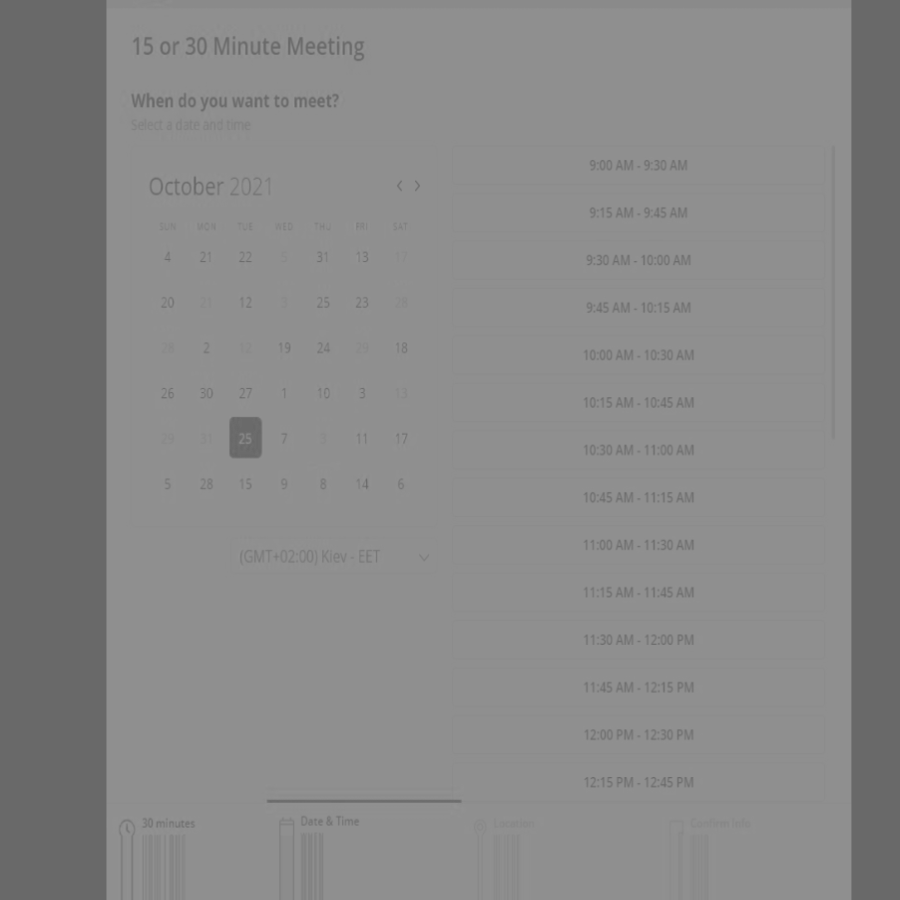 15 or 30 Minute Meeting
When do you want to meet?
Select a date and time
October 2021
SUN MON TUE WED THU FRI SAT
4 21 22 31 13
20 21 12 25 23 28
28 2 12 19 24 29 18
26 30 27 1 10 3 13
29 31 25 7 11 17
5 28 15 9 8 14 6
(GMT+02:00) Kiev - EET
9:00 AM - 9:30 AM
9:15 AM - 9:45 AM
9:30 AM - 10:00 AM
9:45 AM - 10:15 AM
10:00 AM - 10:30 AM
10:15 AM - 10:45 AM
10:30 AM - 11:00 AM
10:45 AM - 11:15 AM
11:00 AM - 11:30 AM
11:15 AM - 11:45 AM
11:30 AM - 12:00 PM
11:45 AM - 12:15 PM
12:00 PM - 12:30 PM
12:15 PM - 12:45 PM
30 minutes
Date & Time
Location
Confirm Info